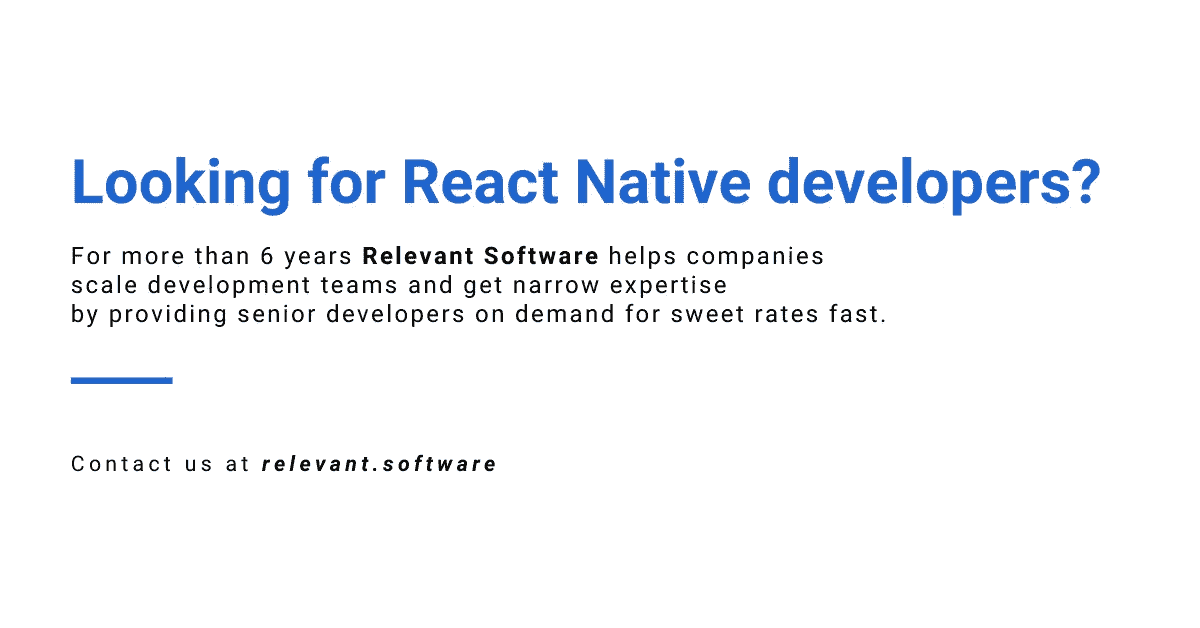 Looking for React Native developers?
For more than 6 years Relevant Software helps companies
scale development teams and get narrow expertise
by providing senior developers on demand for sweet rates fast.
Contact us at relevant.software